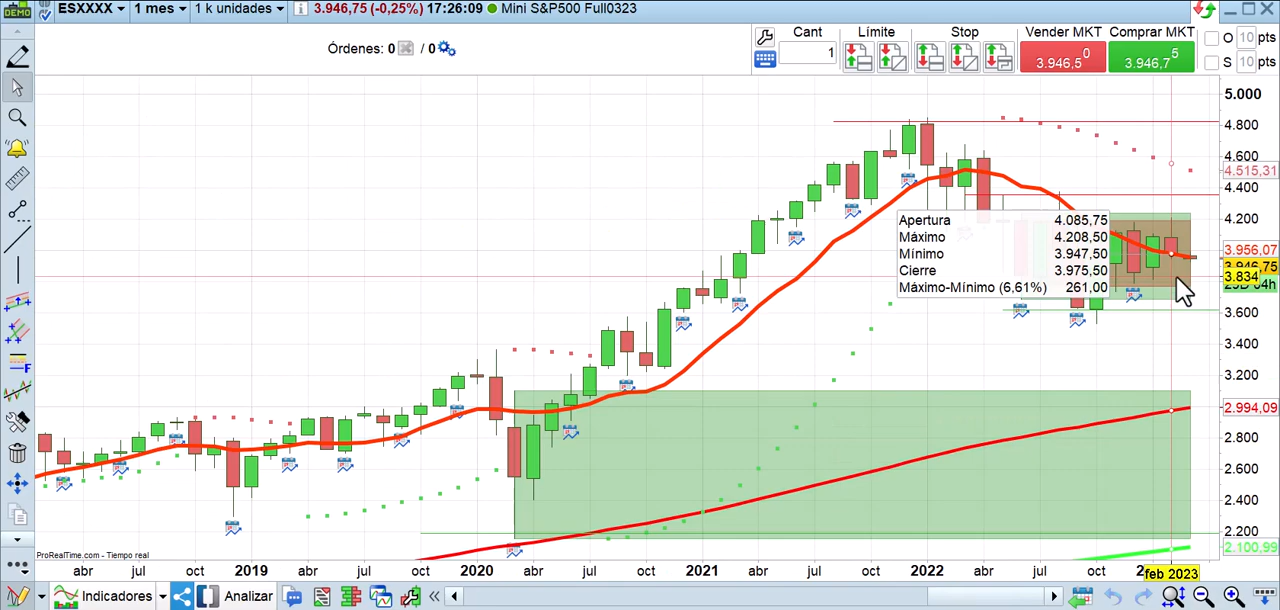 DEMO
ESXXXX
1 mes
1 k unidades
3.946,75 (-0,25%) 17:26:09
Mini S&P500 Full0323
Órdenes: 0 / 0
Cant
1
Límite
Stop
Vender MKT
3.946,5 0
Comprar MKT
3.946,7 5
O 10 pts
S 10 pts
5.000
4.800
4.600
4.515,31
4.400
4.200
3.956,07
3.946,75
3.834
3.600
3.400
3.200
2.994,09
2.800
2.600
2.400
2.200
2.100,99
Apertura 4.085,75
Máximo 4.208,50
Mínimo 3.947,50
Cierre 3.975,50
Máximo-Mínimo (6,61%) 261,00
ProRealTime.com - Tiempo real
abr jul oct 2019 abr jul oct 2020 abr jul oct 2021 abr jul oct 2022 abr jul oct feb 2023
Indicadores
Analizar